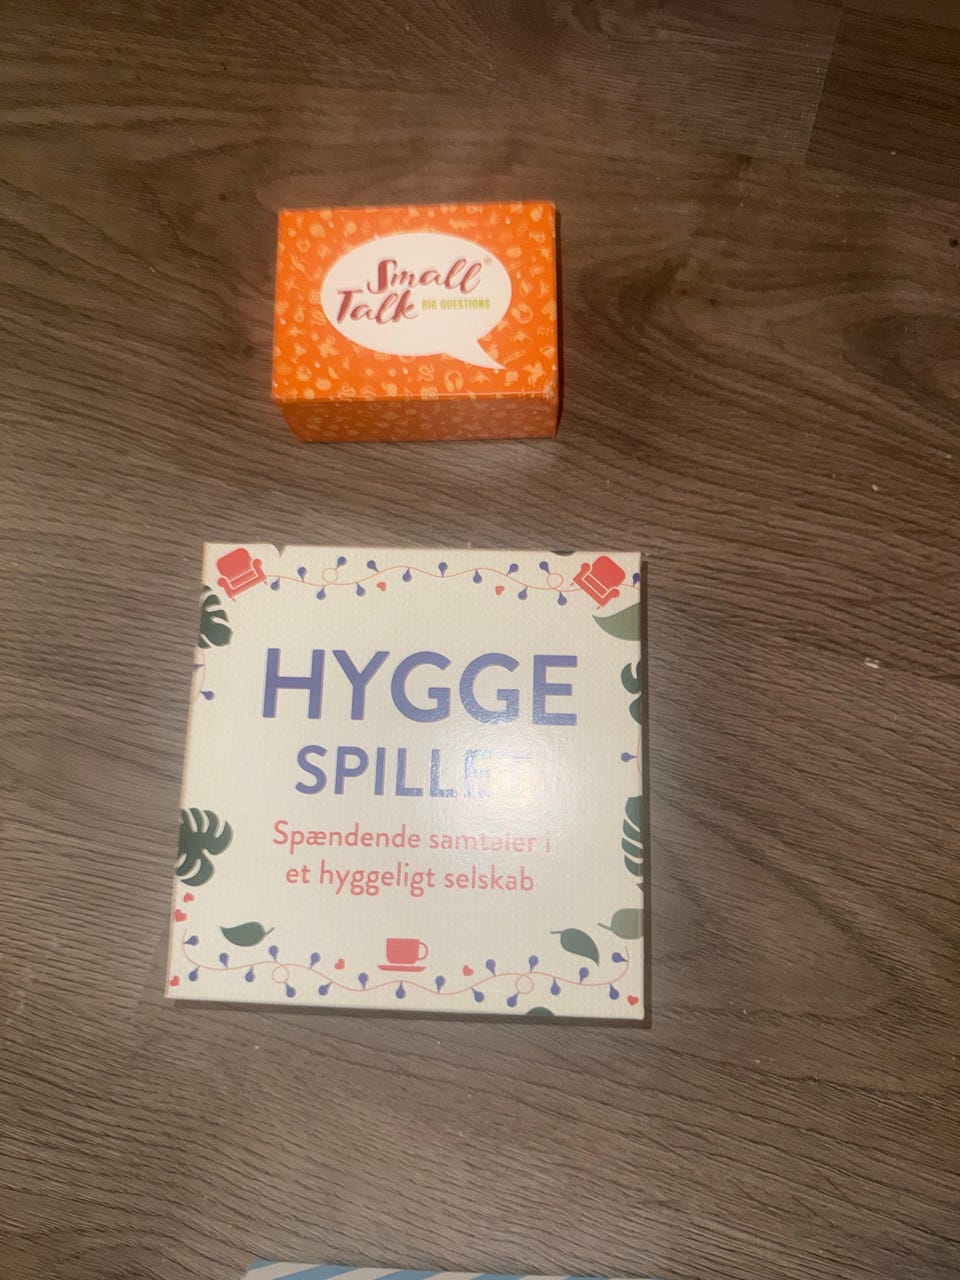 Small®
Talk BIG QUESTIONS
HYGGE
SPILLET
Spændende samtaler i
et hyggeligt selskab